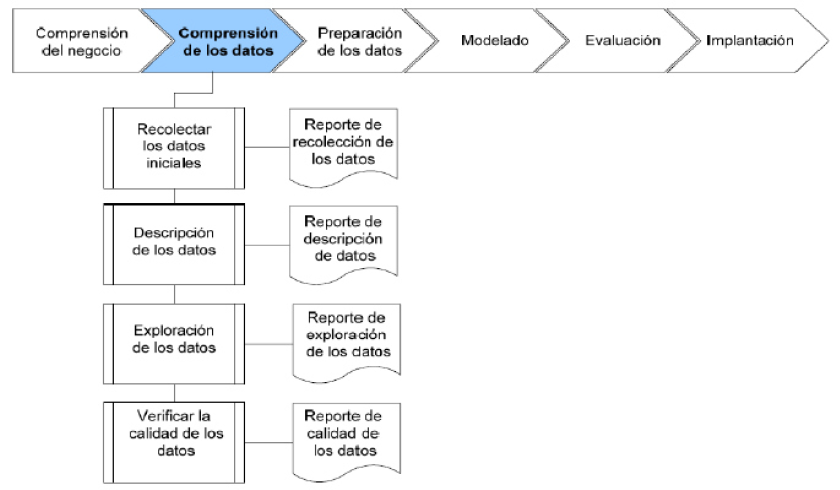 Comprensión
del negocio
Comprensión
de los datos
Preparación
de los datos
Modelado
Evaluación
Implantación
Recolectar
los datos
iniciales
Reporte de
recolección de
los datos
Descripción
de los datos
Reporte de
descripción
de datos
Exploración
de los datos
Reporte de
exploración
de los datos
Verificar la
calidad de los
datos
Reporte de
calidad de
los datos